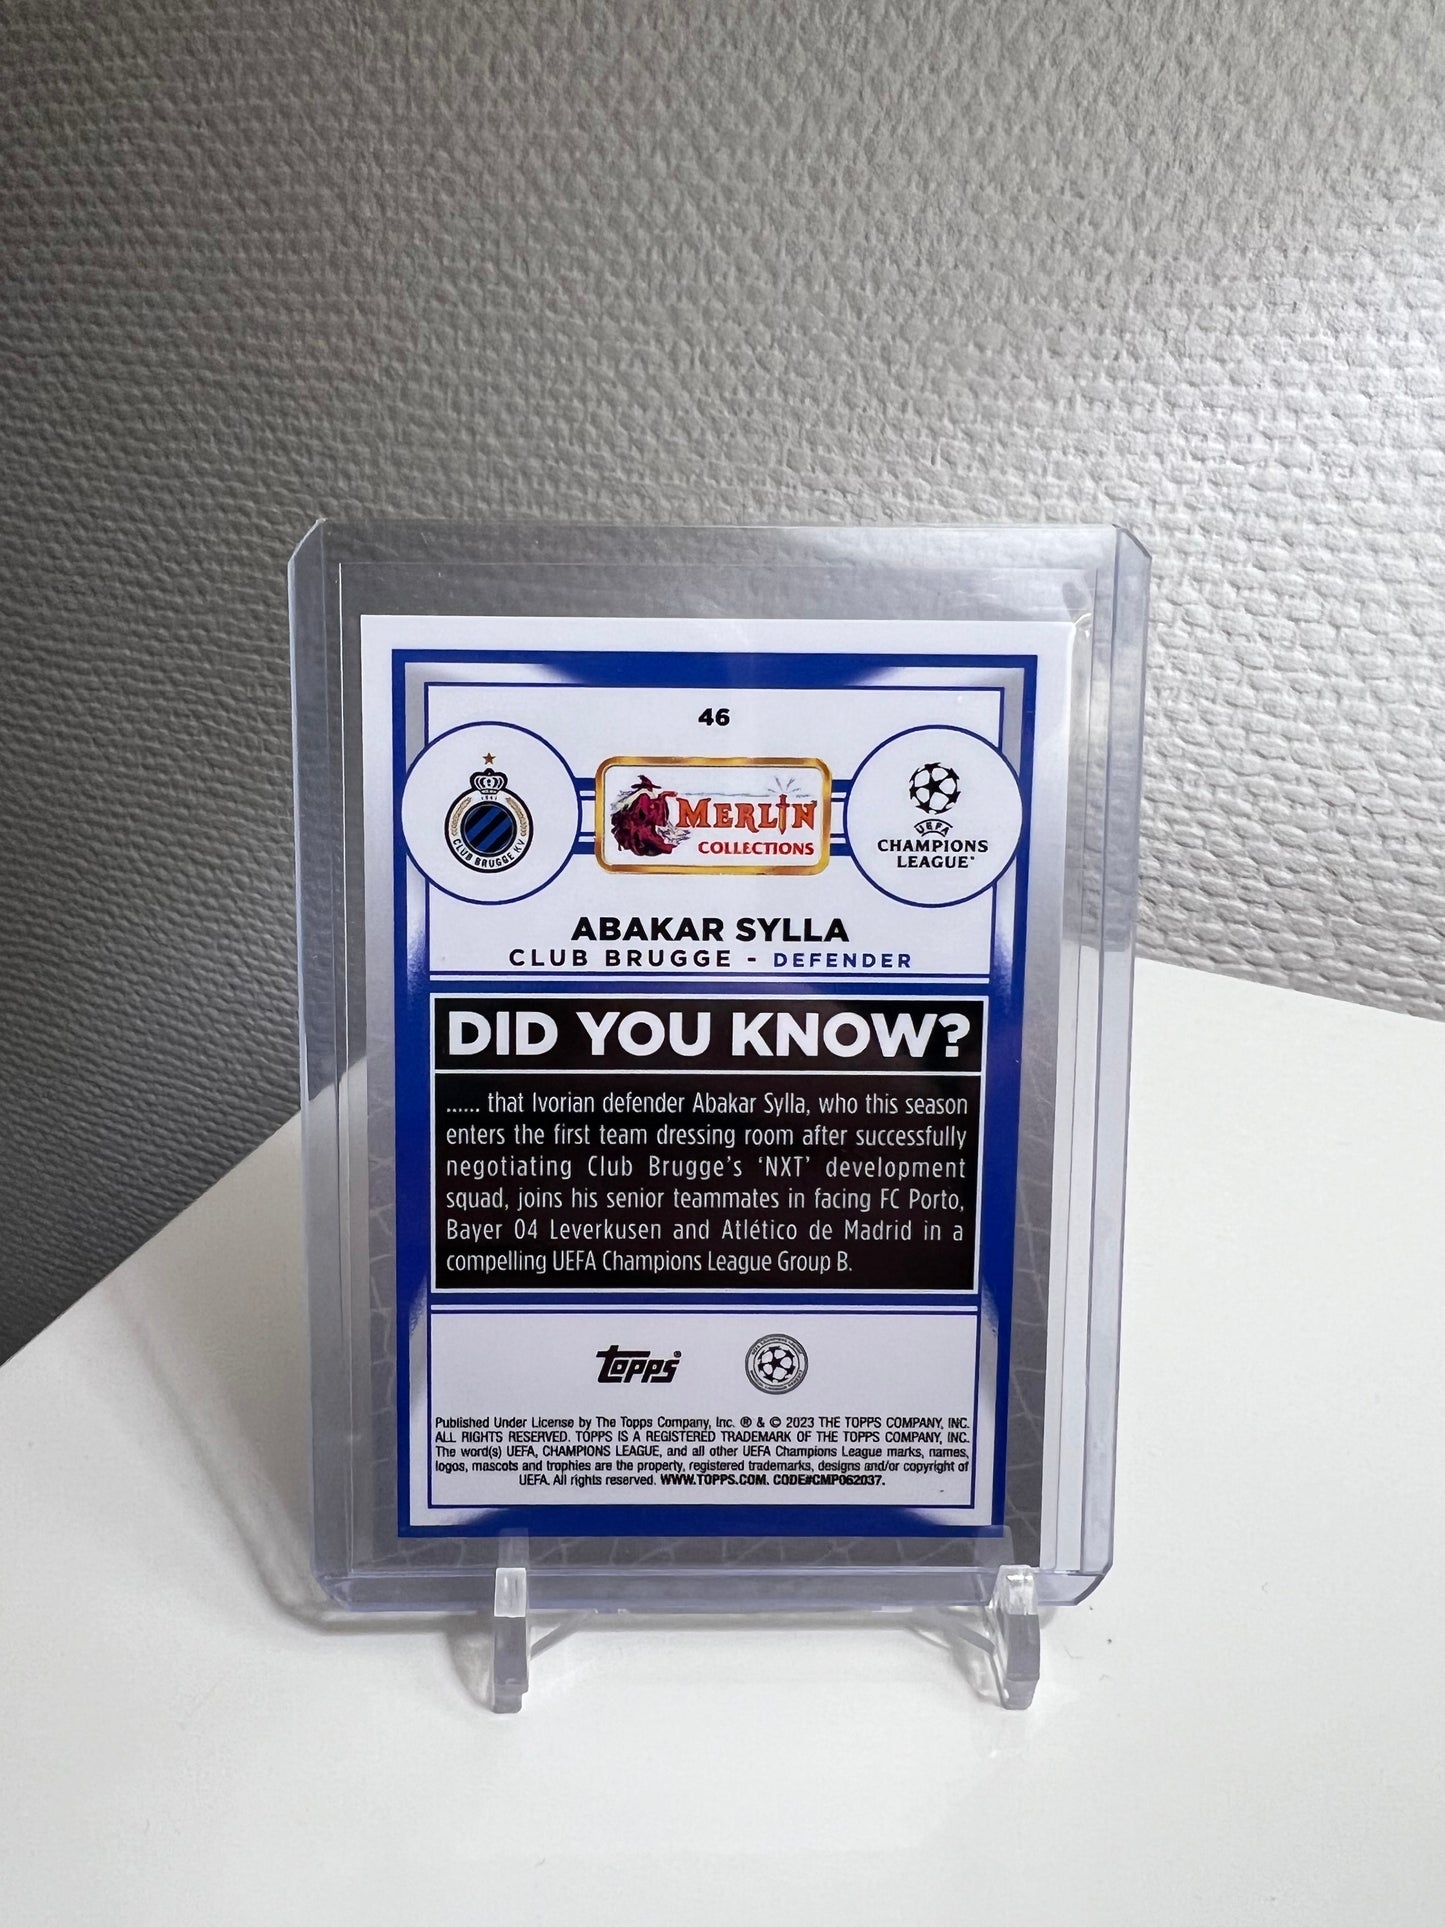 46
CLUB BRUGGE KV
MERLIN
COLLECTIONS
UEFA
CHAMPIONS
LEAGUE®
ABAKAR SYLLA
CLUB BRUGGE - DEFENDER
DID YOU KNOW?
...... that Ivorian defender Abakar Sylla, who this season
enters the first team dressing room after successfully
negotiating Club Brugge's ‘NXT’ development
squad, joins his senior teammates in facing FC Porto,
Bayer 04 Leverkusen and Atlético de Madrid in a
compelling UEFA Champions League Group B.
Topps®
Published Under License by The Topps Company, Inc. ® & © 2023 THE TOPPS COMPANY, INC.
ALL RIGHTS RESERVED. TOPPS IS A REGISTERED TRADEMARK OF THE TOPPS COMPANY, INC.
The word(s) UEFA, CHAMPIONS LEAGUE, and all other UEFA Champions League marks, names,
logos, mascots and trophies are the property, registered trademarks, designs and/or copyright of
UEFA. All rights reserved. WWW.TOPPS.COM. CODE#CMP062037.